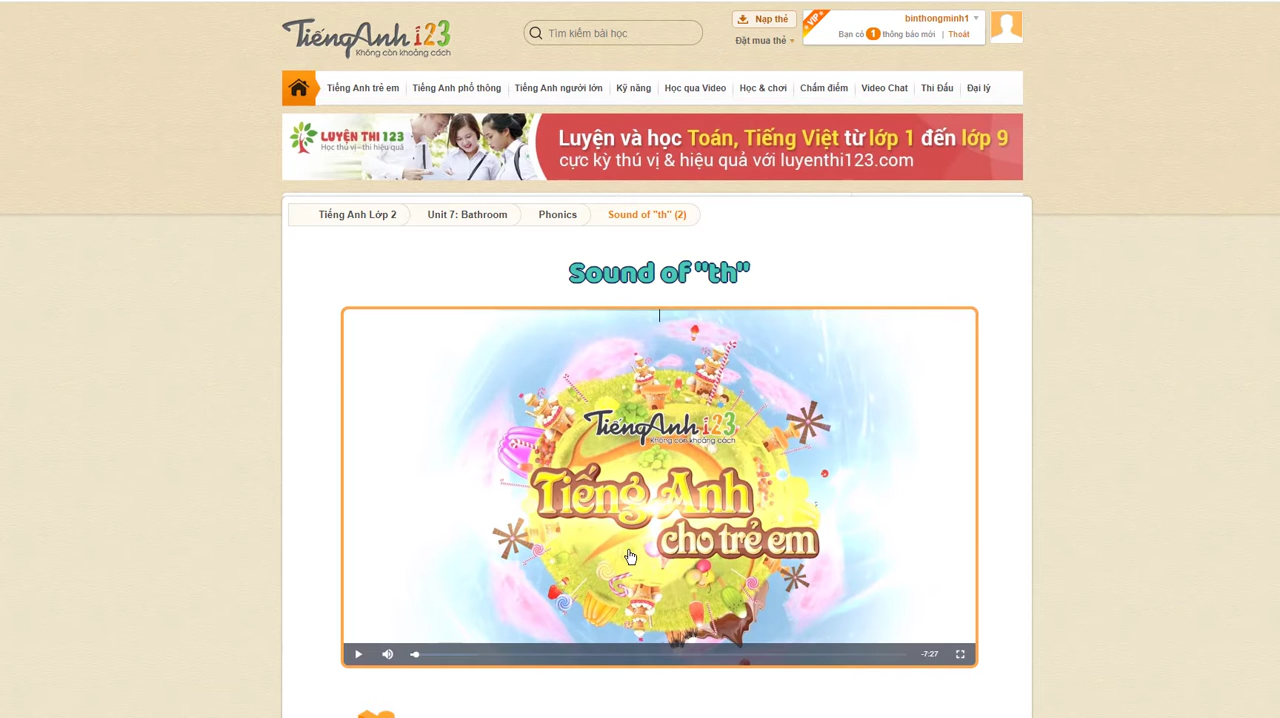 TiếngAnh123
Không còn khoảng cách
Tìm kiếm bài học
Nạp thẻ
Đặt mua thẻ
VIP
binthongminh1
Bạn có 1 thông báo mới | Thoát
Tiếng Anh trẻ em
Tiếng Anh phổ thông
Tiếng Anh người lớn
Kỹ năng
Học qua Video
Học & chơi
Chấm điểm
Video Chat
Thi Đấu
Đại lý
LUYỆN THI 123
Học thú vị - thi hiệu quả
Luyện và học Toán, Tiếng Việt từ lớp 1 đến lớp 9
cực kỳ thú vị & hiệu quả với luyenthi123.com
Tiếng Anh Lớp 2
Unit 7: Bathroom
Phonics
Sound of "th" (2)
Sound of "th"
TiếngAnh123
Không còn khoảng cách
Tiếng Anh
cho trẻ em
-7:27